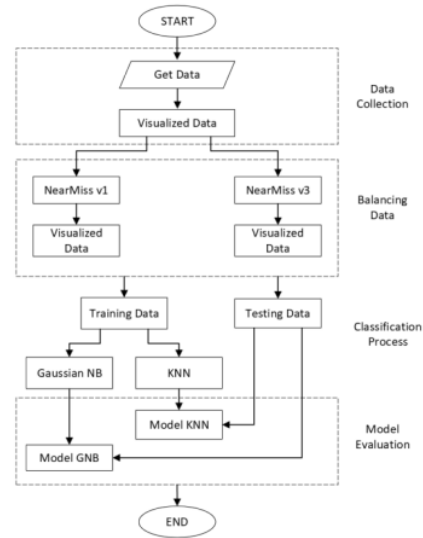 START
Get Data
Visualized Data
Data
Collection
NearMiss v1
NearMiss v3
Visualized
Data
Visualized
Data
Balancing
Data
Training Data
Testing Data
Gaussian NB
KNN
Classification
Process
Model KNN
Model GNB
Model
Evaluation
END